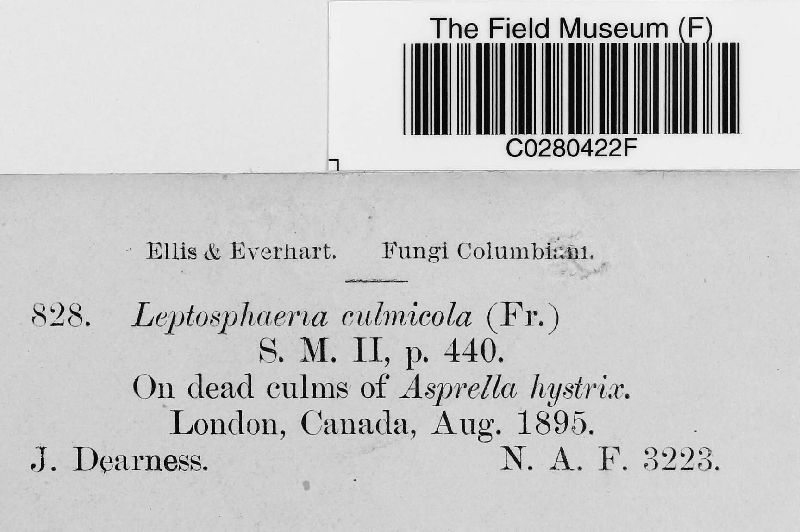 The Field Museum (F)
C0280422F
Ellis & Everhart. Fungi Columbiani.
828. Leptosphaeria culmicola (Fr.)
S. M. II, p. 440.
On dead culms of Asprella hystrix.
London, Canada, Aug. 1895.
J. Dearness. N. A. F. 3223.